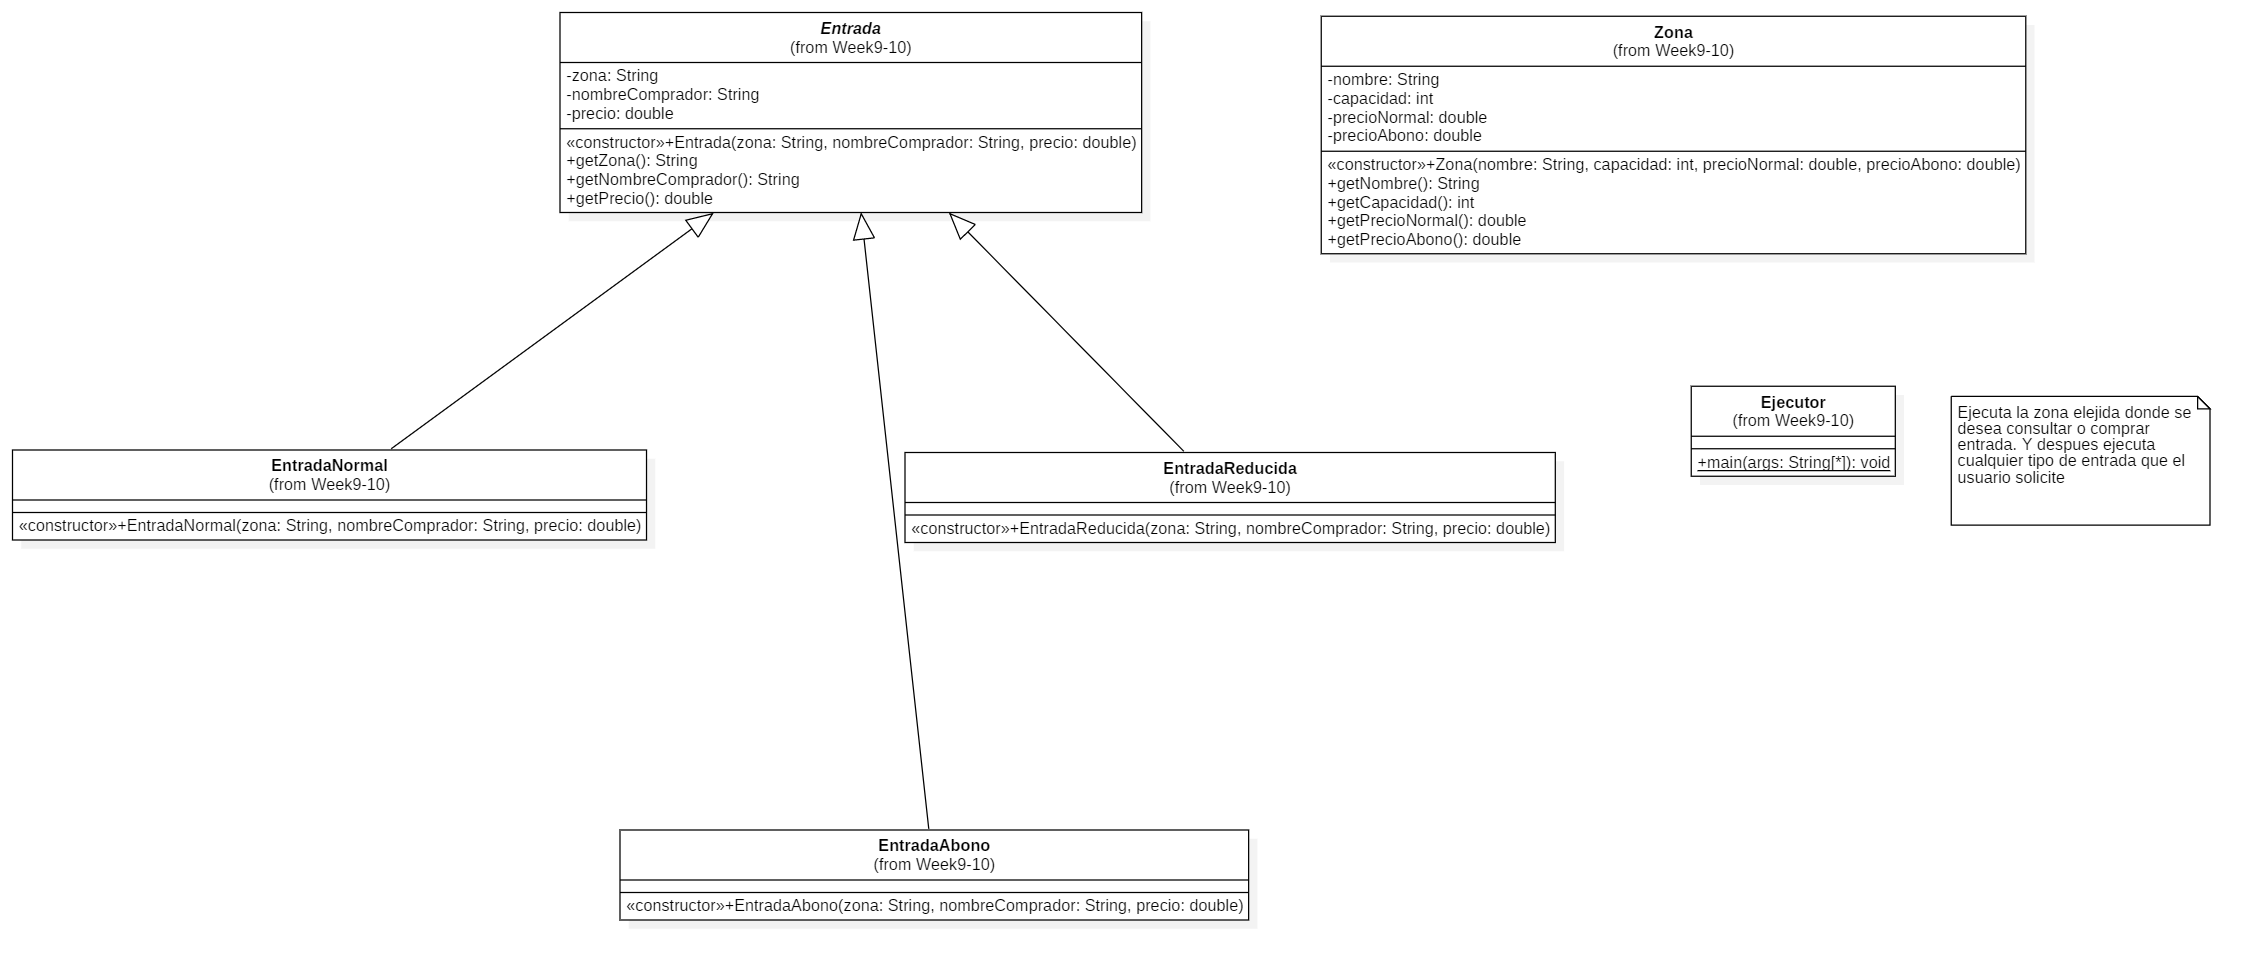 Entrada
(from Week9-10)
-zona: String
-nombreComprador: String
-precio: double
«constructor»+Entrada(zona: String, nombreComprador: String, precio: double)
+getZona(): String
+getNombreComprador(): String
+getPrecio(): double
Zona
(from Week9-10)
-nombre: String
-capacidad: int
-precioNormal: double
-precioAbono: double
«constructor»+Zona(nombre: String, capacidad: int, precioNormal: double, precioAbono: double)
+getNombre(): String
+getCapacidad(): int
+getPrecioNormal(): double
+getPrecioAbono(): double
Ejecutor
(from Week9-10)
+main(args: String[*]): void
Ejecuta la zona elejida donde se
desea consultar o comprar
entrada. Y despues ejecuta
cualquier tipo de entrada que el
usuario solicite
EntradaNormal
(from Week9-10)
«constructor»+EntradaNormal(zona: String, nombreComprador: String, precio: double)
EntradaReducida
(from Week9-10)
«constructor»+EntradaReducida(zona: String, nombreComprador: String, precio: double)
EntradaAbono
(from Week9-10)
«constructor»+EntradaAbono(zona: String, nombreComprador: String, precio: double)